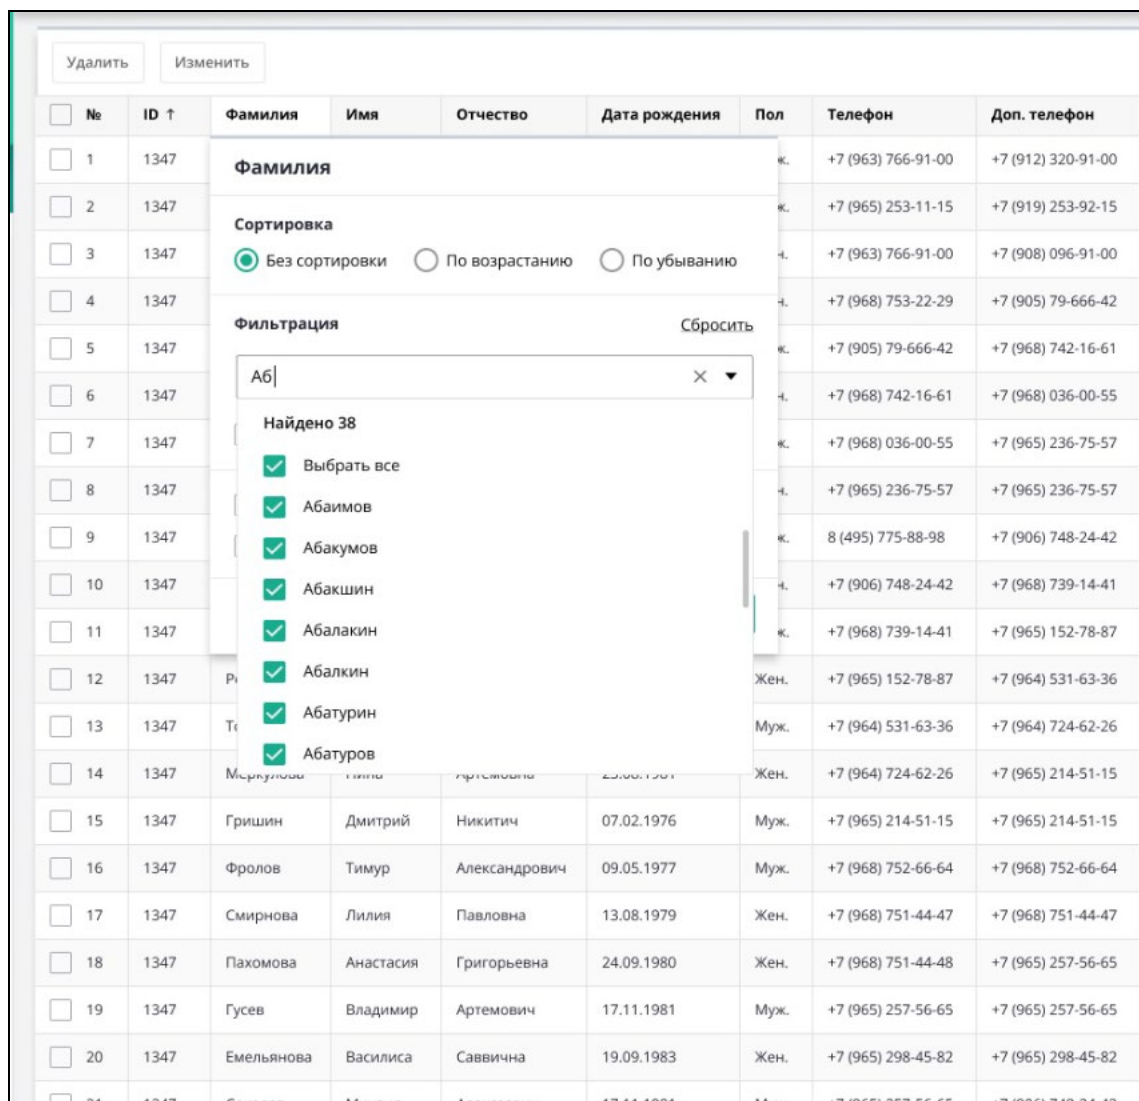 Удалить Изменить
№ ID ↑ Фамилия Имя Отчество Дата рождения Пол Телефон Доп. телефон
1 1347 +7 (963) 766-91-00 +7 (912) 320-91-00
Фамилия
2 1347 +7 (965) 253-11-15 +7 (919) 253-92-15
Сортировка
3 1347 +7 (963) 766-91-00 +7 (908) 096-91-00
Без сортировки По возрастанию По убыванию
4 1347 +7 (968) 753-22-29 +7 (905) 79-666-42
Фильтрация Сбросить
5 1347 +7 (905) 79-666-42 +7 (968) 742-16-61
Аб
6 1347 +7 (968) 742-16-61 +7 (968) 036-00-55
Найдено 38
7 1347 +7 (968) 036-00-55 +7 (965) 236-75-57
Выбрать все
8 1347 +7 (965) 236-75-57 +7 (965) 236-75-57
Абаимов
9 1347 8 (495) 775-88-98 +7 (906) 748-24-42
Абакумов
10 1347 +7 (906) 748-24-42 +7 (968) 739-14-41
Абакшин
11 1347 +7 (968) 739-14-41 +7 (965) 152-78-87
Абалакин
12 1347 Жен. +7 (965) 152-78-87 +7 (964) 531-63-36
Абалкин
13 1347 Муж. +7 (964) 531-63-36 +7 (964) 724-62-26
Абатурин
Абатуров
14 1347 Жен. +7 (964) 724-62-26 +7 (965) 214-51-15
15 1347 Гришин Дмитрий Никитич 07.02.1976 Муж. +7 (965) 214-51-15 +7 (965) 214-51-15
16 1347 Фролов Тимур Александрович 09.05.1977 Муж. +7 (968) 752-66-64 +7 (968) 752-66-64
17 1347 Смирнова Лилия Павловна 13.08.1979 Жен. +7 (968) 751-44-47 +7 (968) 751-44-47
18 1347 Пахомова Анастасия Григорьевна 24.09.1980 Жен. +7 (968) 751-44-48 +7 (965) 257-56-65
19 1347 Гусев Владимир Артемович 17.11.1981 Муж. +7 (965) 257-56-65 +7 (965) 257-56-65
20 1347 Емельянова Василиса Саввична 19.09.1983 Жен. +7 (965) 298-45-82 +7 (965) 298-45-82